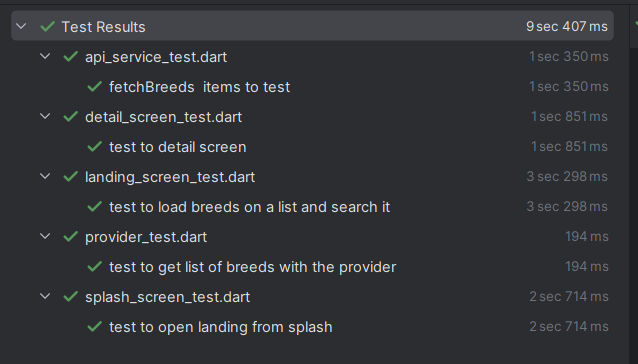 Test Results 9 sec 407 ms
api_service_test.dart 1 sec 350 ms
fetchBreeds  items to test 1 sec 350 ms
detail_screen_test.dart 1 sec 851 ms
test to detail screen 1 sec 851 ms
landing_screen_test.dart 3 sec 298 ms
test to load breeds on a list and search it 3 sec 298 ms
provider_test.dart 194 ms
test to get list of breeds with the provider 194 ms
splash_screen_test.dart 2 sec 714 ms
test to open landing from splash 2 sec 714 ms